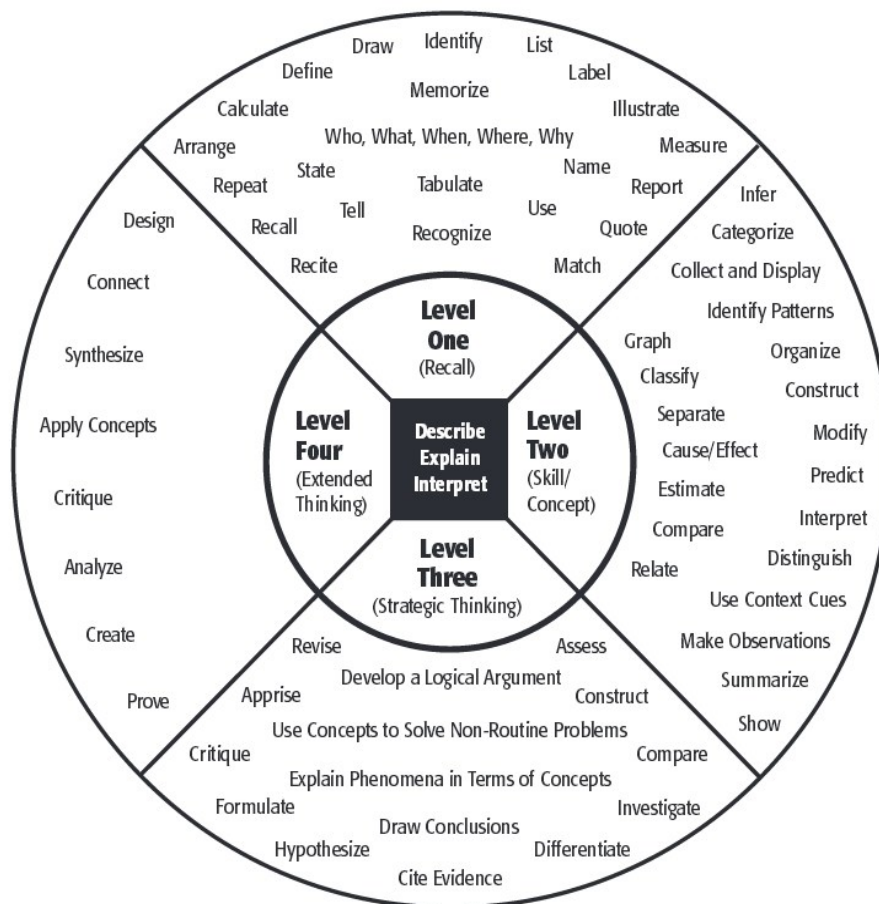 Draw
Identify
List
Define
Label
Memorize
Calculate
Illustrate
Who, What, When, Where, Why
Arrange
Measure
State
Name
Repeat
Tabulate
Report
Tell
Use
Recall
Recognize
Quote
Recite
Match
Level
One
(Recall)
Infer
Categorize
Collect and Display
Identify Patterns
Graph
Organize
Classify
Construct
Separate
Modify
Cause/Effect
Predict
Estimate
Interpret
Compare
Distinguish
Relate
Use Context Cues
Make Observations
Summarize
Show
Level
Two
(Skill/
Concept)
Describe
Explain
Interpret
Level
Three
(Strategic Thinking)
Revise
Assess
Develop a Logical Argument
Apprise
Construct
Use Concepts to Solve Non-Routine Problems
Critique
Compare
Explain Phenomena in Terms of Concepts
Formulate
Investigate
Draw Conclusions
Hypothesize
Differentiate
Cite Evidence
Level
Four
(Extended
Thinking)
Design
Connect
Synthesize
Apply Concepts
Critique
Analyze
Create
Prove